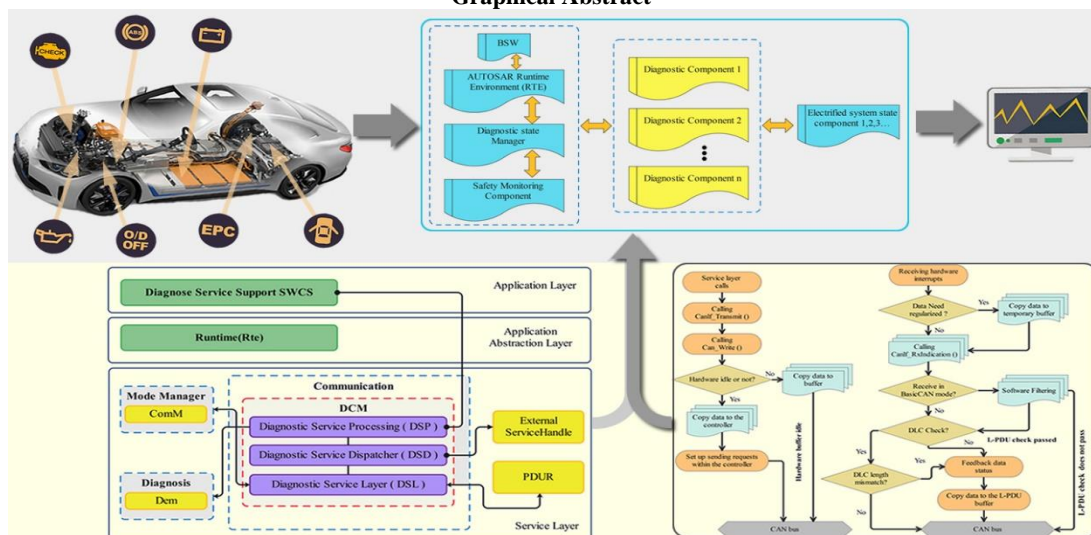 Graphical Abstract
CHECK
ABS
O/D
OFF
EPC
BSW
AUTOSAR Runtime
Environment (RTE)
Diagnostic state
Manager
Safety Monitoring
Component
Diagnostic Component 1
Diagnostic Component 2
Diagnostic Component n
Electrified system state
component 1,2,3...
Diagnose Service Support SWCS
Application Layer
Runtime(Rte)
Application
Abstraction Layer
Communication
Mode Manager
ComM
DCM
Diagnostic Service Processing ( DSP )
Diagnostic Service Dispatcher ( DSD )
Diagnostic Service Layer ( DSL )
External
ServiceHandle
PDUR
Diagnosis
Dem
Service Layer
Service layer
calls
Calling
CanIf_Transmit ()
Calling
Can_Write ()
Hardware idle or not?
No
Copy data to
buffer
Yes
Copy data to the
controller
Set up sending requests
within the controller
Hardware buffer idle
CAN bus
Receiving hardware
interrupts
Data Need
regularized ?
Yes
Copy data to
temporary buffer
No
Calling
CanIf_RxIndication ()
Receive in
BasicCAN mode?
Yes
Software Filtering
No
L-PDU check passed
DLC Check?
No
Yes
DLC length
mismatch?
Yes
Feedback data
status
Copy data to the L-PDU
buffer
No
L-PDU check does not pass
CAN bus